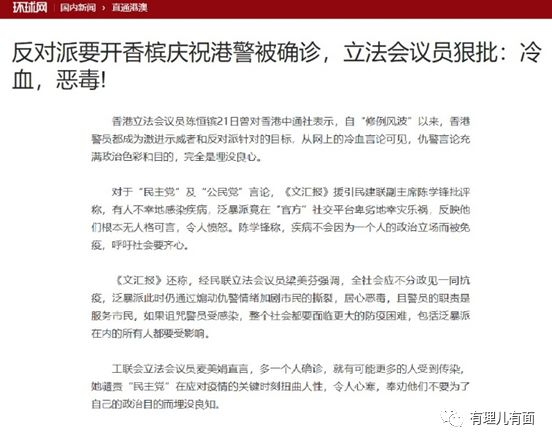 环球网 国内新闻 > 直通港澳
反对派要开香槟庆祝港警被确诊,立法会议员狠批:冷
血,恶毒!
香港立法会议员陈恒镔21日曾对香港中通社表示,自“修例风波”以来,香港
警员都成为激进示威者和反对派针对的目标,从网上的冷血言论可见,仇警言论充
满政治色彩和目的,完全是埋没良心。
对于“民主党”及“公民党”言论,《文汇报》援引民建联副主席陈学锋批评
称,有人不幸地感染疾病,泛暴派竟在“官方”社交平台卑劣地幸灾乐祸,反映他
们根本无人格可言,令人愤怒。陈学锋称,疾病不会因为一个人的政治立场而被免
疫,呼吁社会要齐心。
《文汇报》还称,经民联立法会议员梁美芬强调,全社会应不分政见一同抗
疫,泛暴派此时仍通过煽动仇警情绪加剧市民的撕裂,居心恶毒,且警员的职责是
服务市民,如果诅咒警员受感染,整个社会都要面临更大的防疫困难,包括泛暴派
在内的所有人都要受影响。
工联会立法会议员麦美娟直言,多一个人确诊,就有可能更多的人受到传染,
她谴责“民主党”在应对疫情的关键时刻扭曲人性,令人心寒,奉劝他们不要为了
自己的政治目的而埋没良知。
有理儿有面